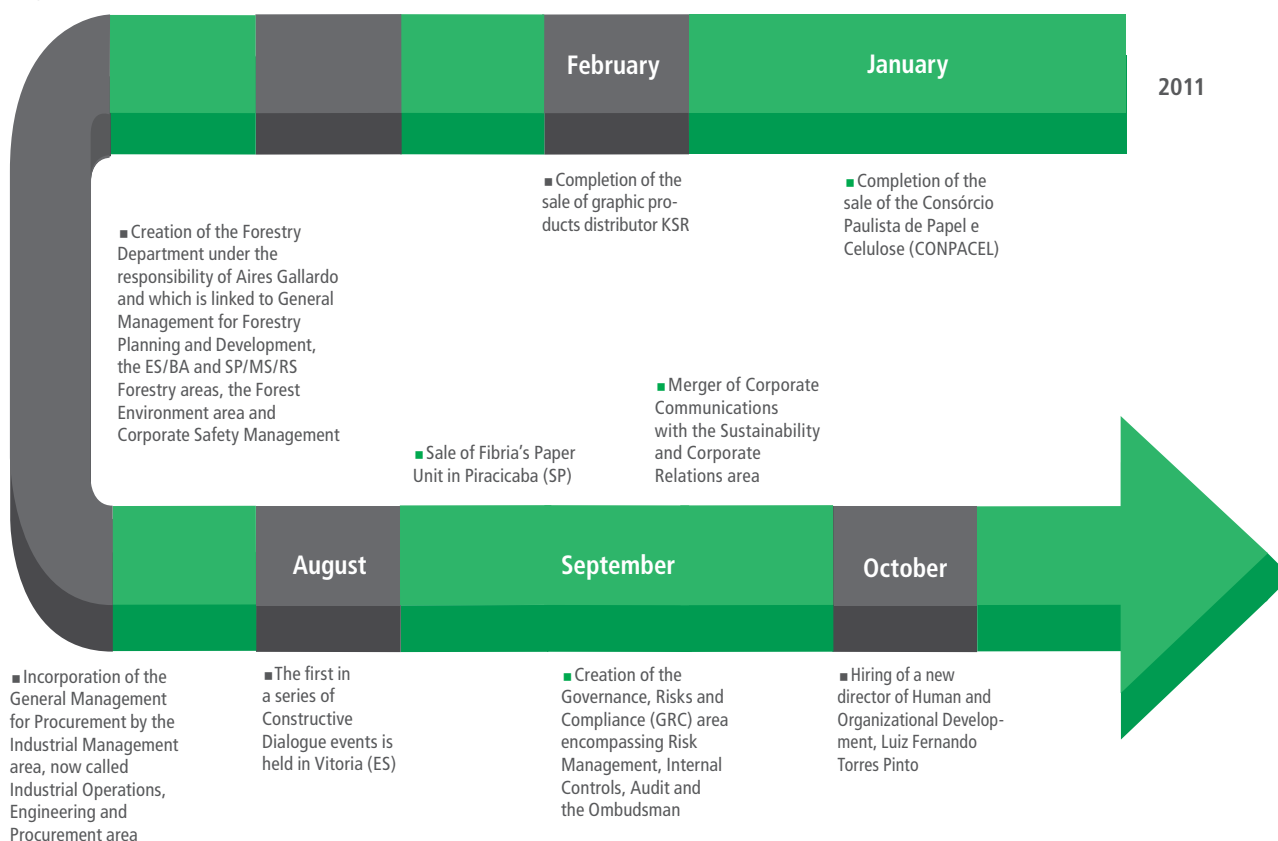 February
January
2011
■ Completion of the
sale of graphic pro-
ducts distributor KSR
■ Completion of the
sale of the Consórcio
Paulista de Papel e
Celulose (CONPACEL)
■ Creation of the Forestry
Department under the
responsibility of Aires Gallardo
and which is linked to General
Management for Forestry
Planning and Development,
the ES/BA and SP/MS/RS
Forestry areas, the Forest
Environment area and
Corporate Safety Management
■ Sale of Fibria’s Paper
Unit in Piracicaba (SP)
■ Merger of Corporate
Communications
with the Sustainability
and Corporate
Relations area
August
September
October
■ Incorporation of the
General Management
for Procurement by the
Industrial Management
area, now called
Industrial Operations,
Engineering and
Procurement area
■ The first in
a series of
Constructive
Dialogue events is
held in Vitoria (ES)
■ Creation of the
Governance, Risks and
Compliance (GRC) area
encompassing Risk
Management, Internal
Controls, Audit and
the Ombudsman
■ Hiring of a new
director of Human and
Organizational Develop-
ment, Luiz Fernando
Torres Pinto